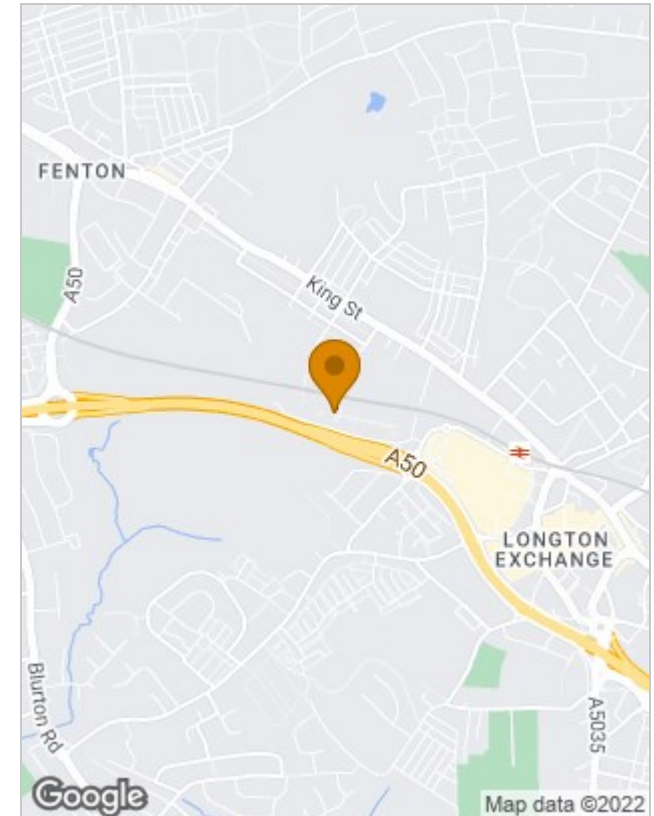 FENTON
A50
King St
A50
LONGTON
EXCHANGE
Blurton Rd
A5035
Google
Map data ©2022